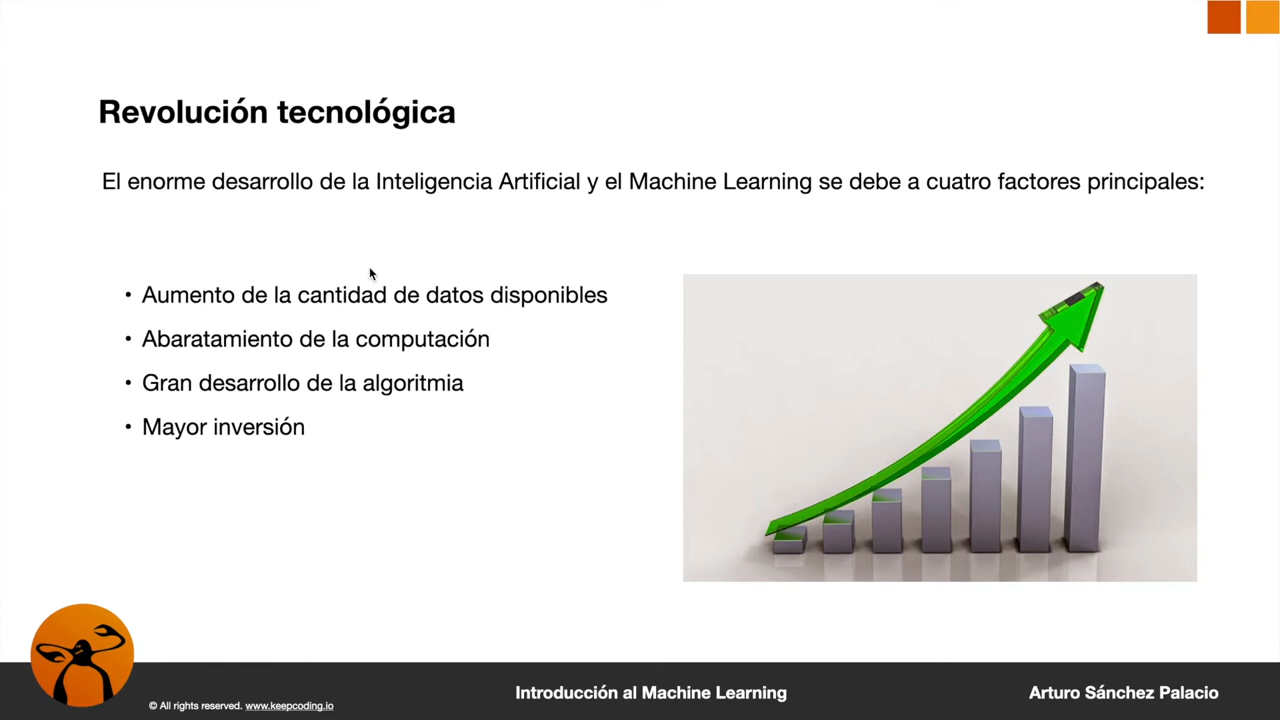 Revolución tecnológica
El enorme desarrollo de la Inteligencia Artificial y el Machine Learning se debe a cuatro factores principales:
• Aumento de la cantidad de datos disponibles
• Abaratamiento de la computación
• Gran desarrollo de la algoritmia
• Mayor inversión
© All rights reserved. www.keepcoding.io
Introducción al Machine Learning
Arturo Sánchez Palacio